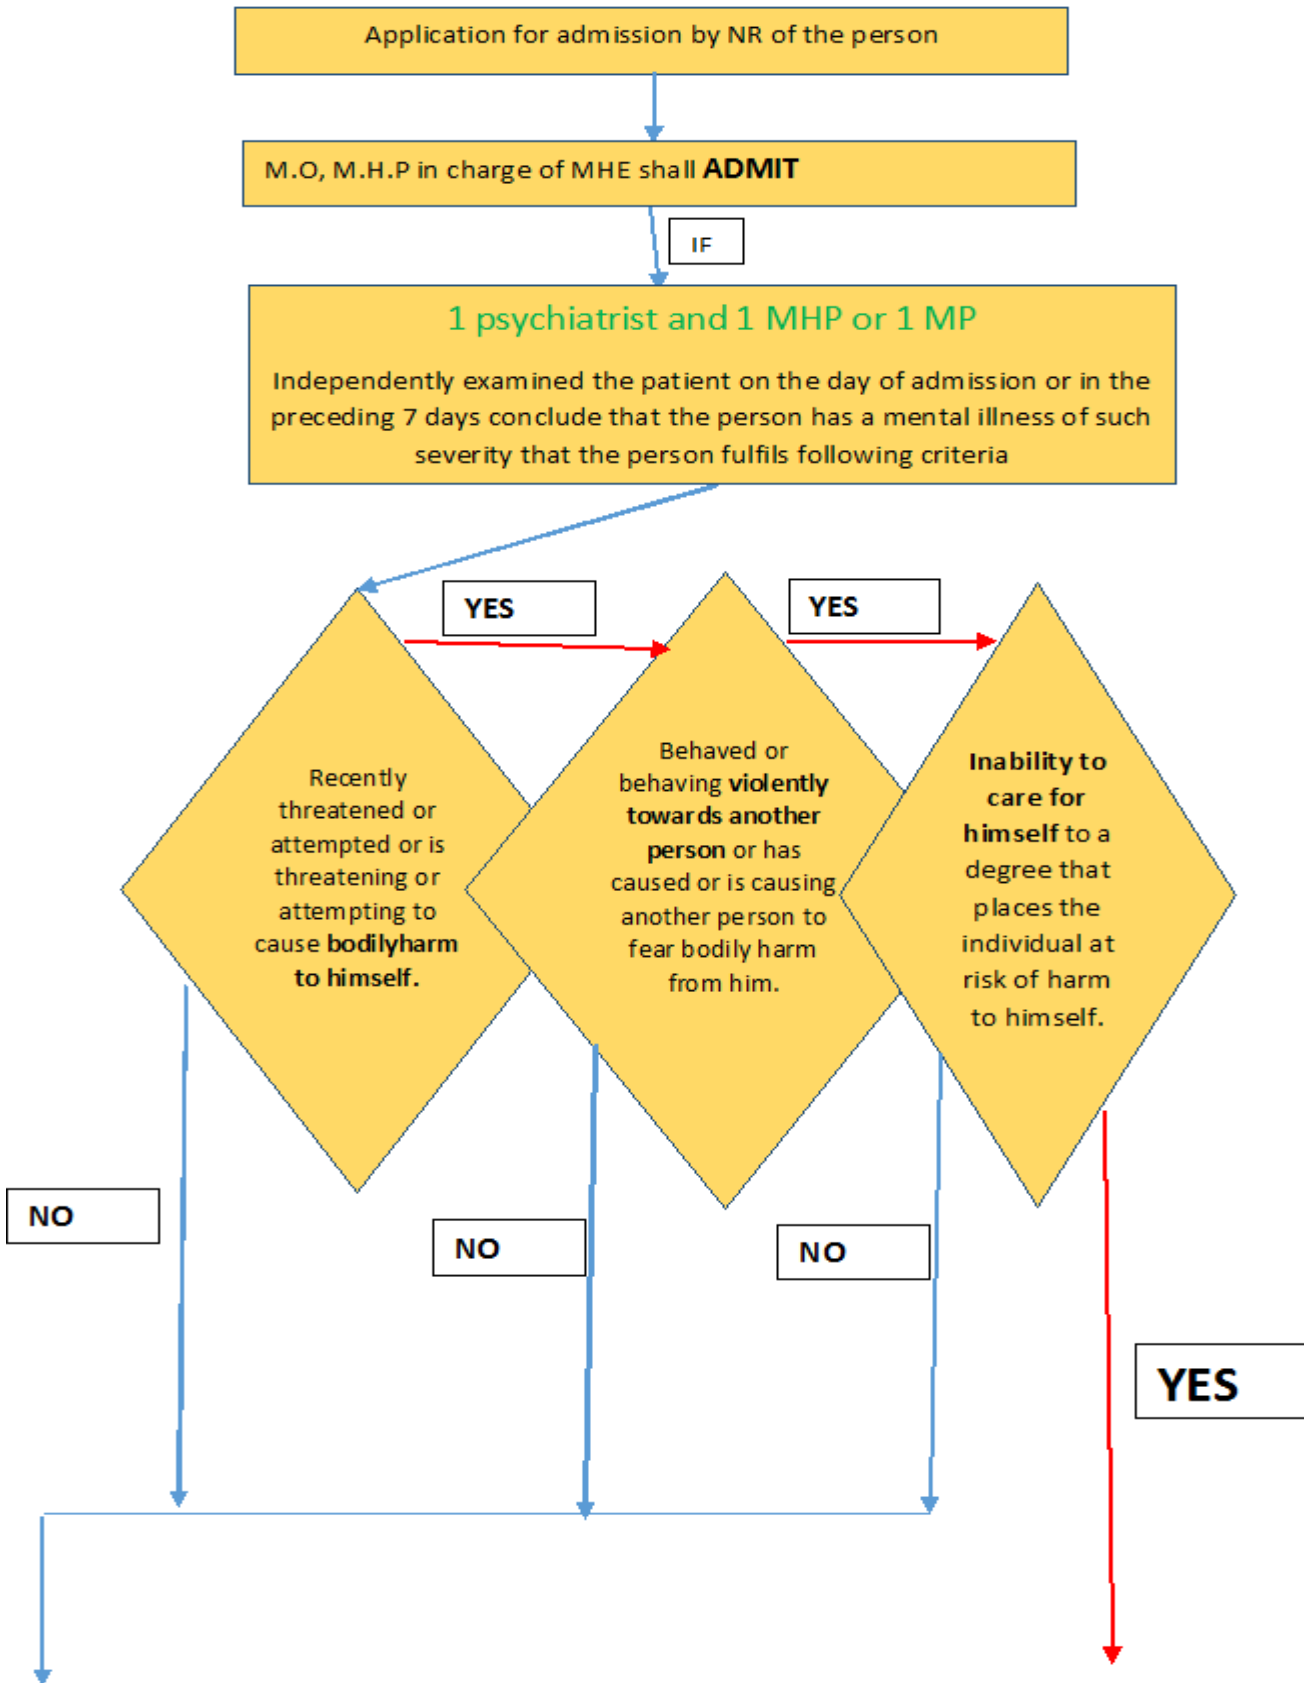 Application for admission by NR of the person
M.O, M.H.P in charge of MHE shall ADMIT
IF
1 psychiatrist and 1 MHP or 1 MP
Independently examined the patient on the day of admission or in the
preceding 7 days conclude that the person has a mental illness of such
severity that the person fulfils following criteria
YES
YES
Recently
threatened or
attempted or is
threatening or
attempting to
cause bodilyharm
to himself.
Behaved or
behaving violently
towards another
person or has
caused or is causing
another person to
fear bodily harm
from him.
Inability to
care for
himself to a
degree that
places the
individual at
risk of harm
to himself.
NO
NO
NO
YES